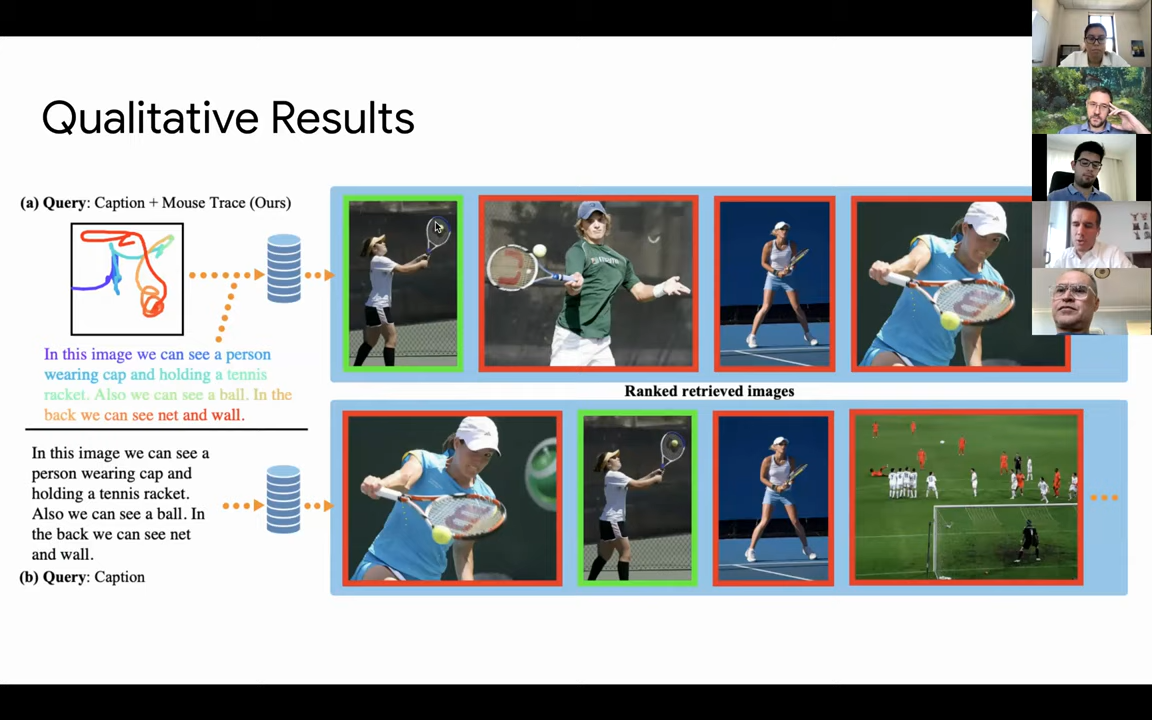 Qualitative Results
(a) Query: Caption + Mouse Trace (Ours)
In this image we can see a person
wearing cap and holding a tennis
racket. Also we can see a ball. In the
back we can see net and wall.
Ranked retrieved images
In this image we can see a
person wearing cap and
holding a tennis racket.
Also we can see a ball. In
the back we can see net
and wall.
(b) Query: Caption